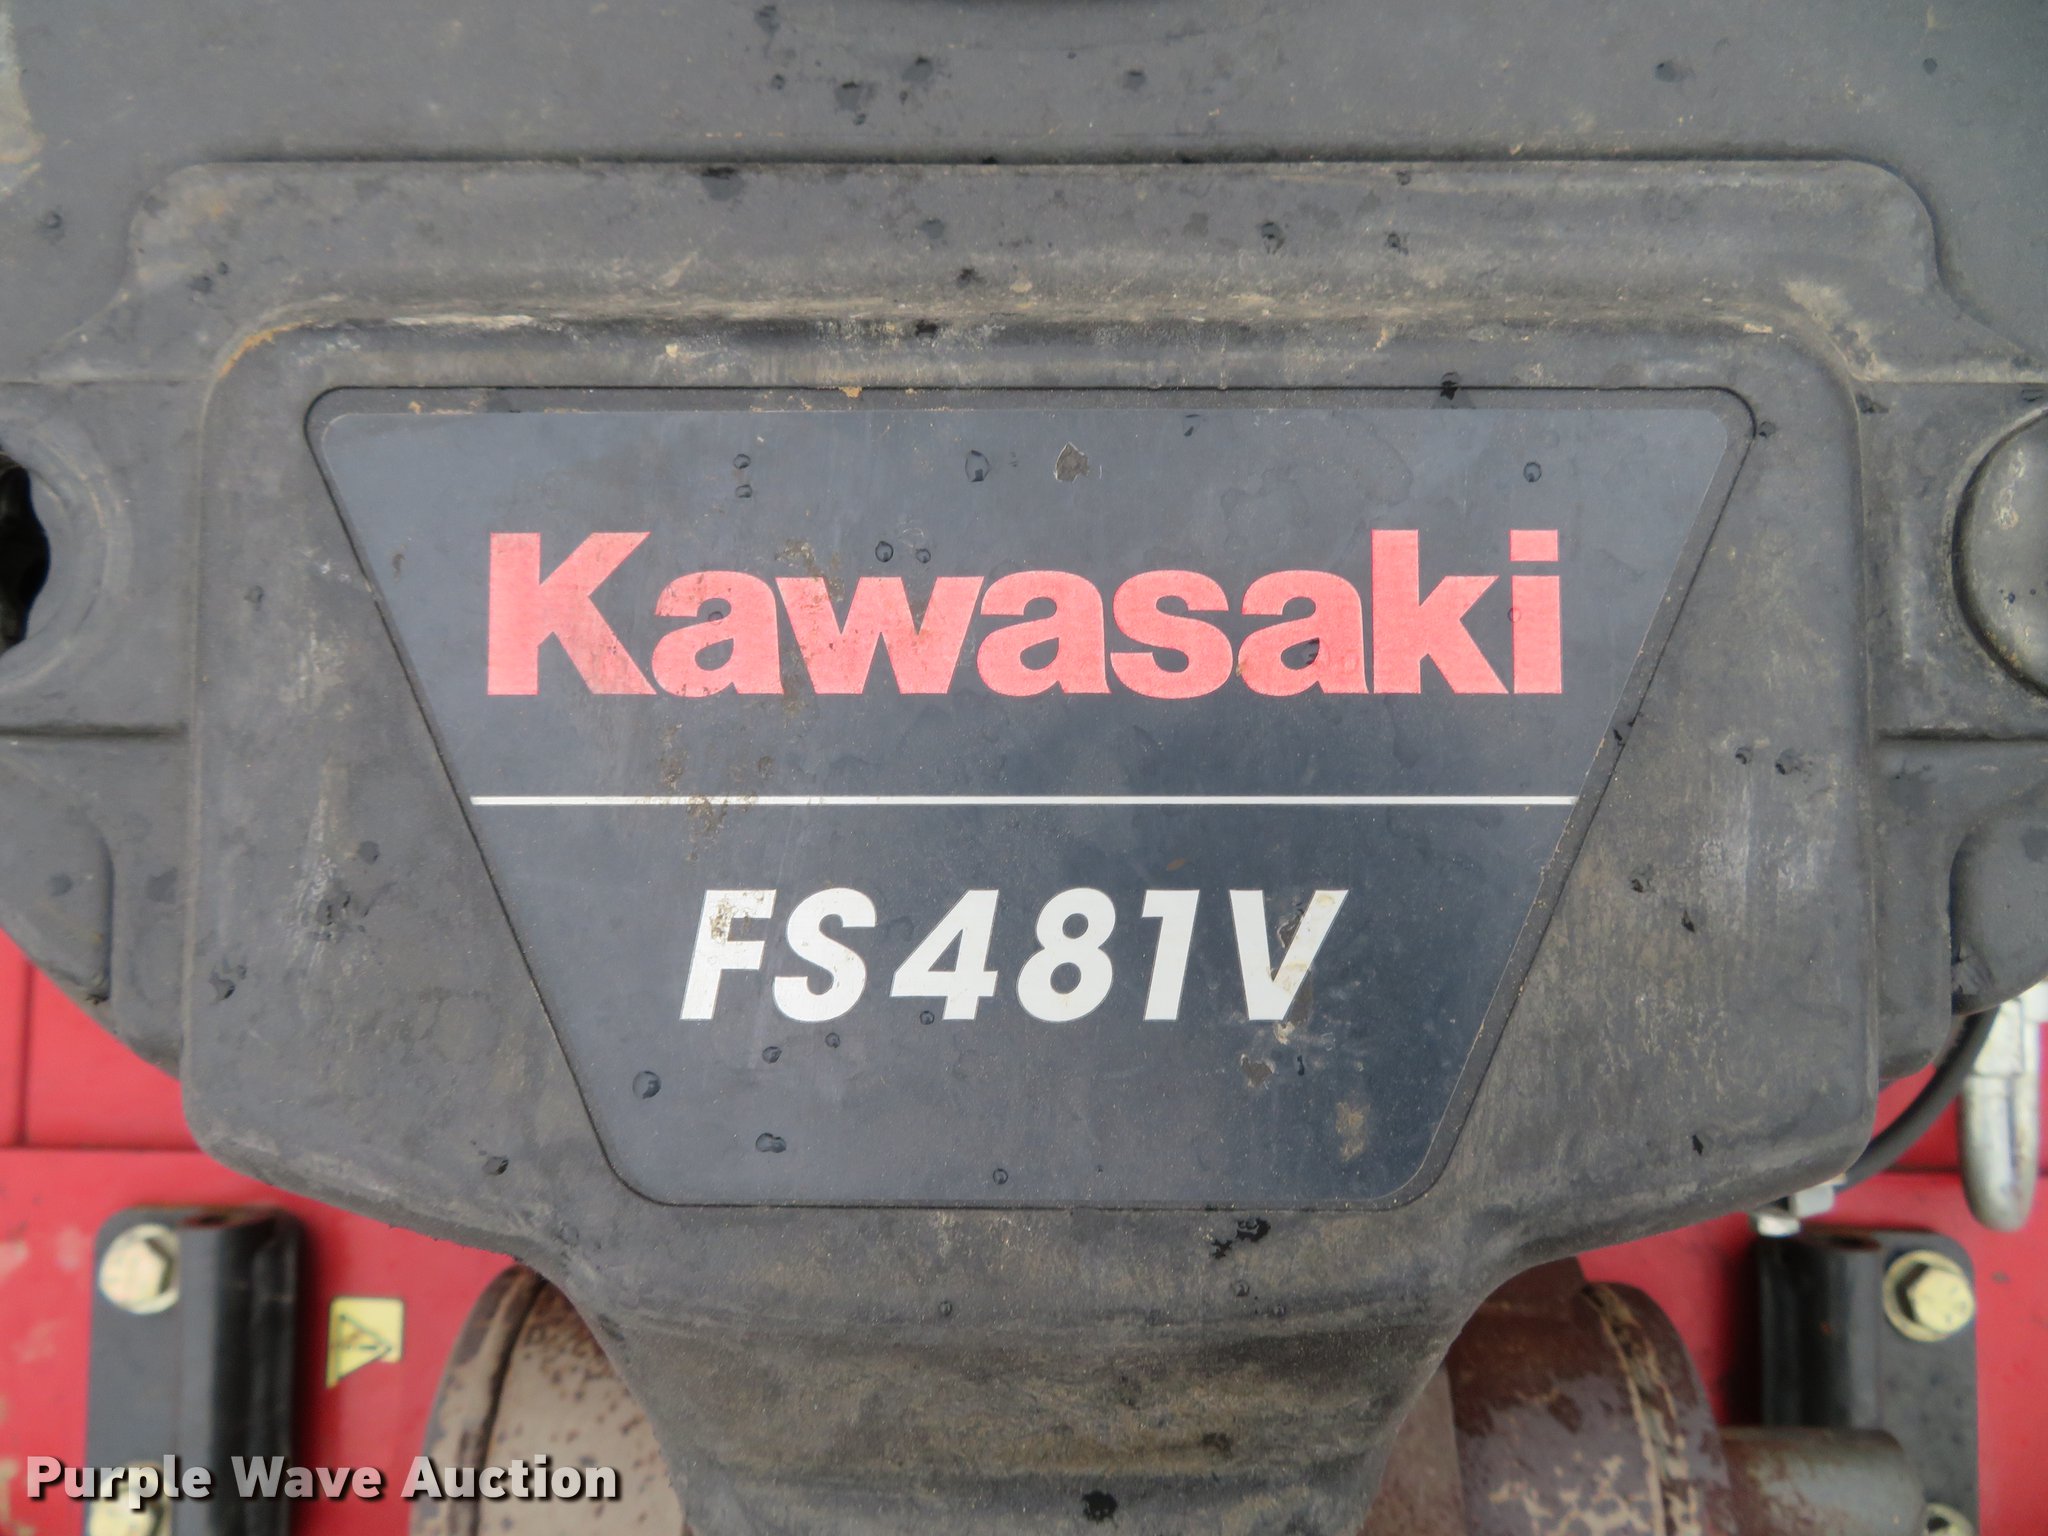 Kawasaki
FS481V
Purple Wave Auction